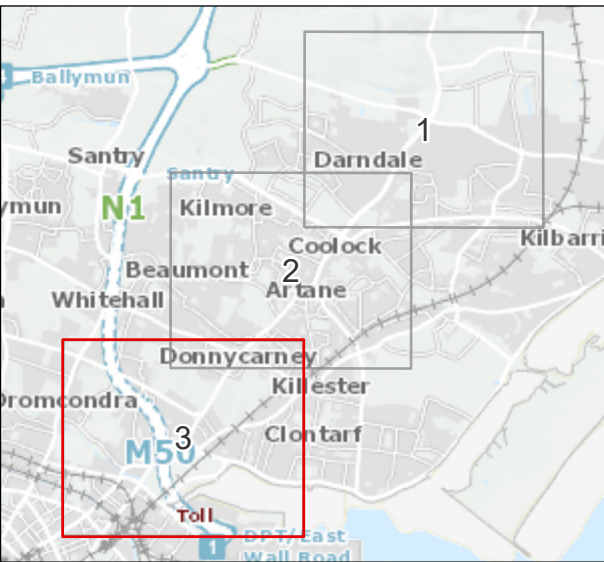 Ballymun
1
Santry
Darndale
Santry
ymun
N1
Kilmore
Coolock
Kilbarri
Beaumont
2
Artane
Whitehall
Donnycarney
Killester
Dromcondra
Clontarf
3
M50
Toll
DPT/East
1
Wall Road